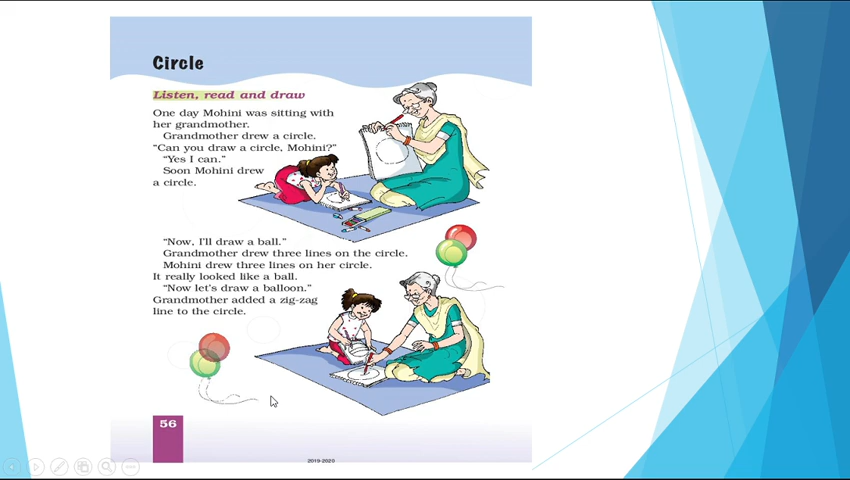 Circle
Listen, read and draw
One day Mohini was sitting with
her grandmother.
Grandmother drew a circle.
"Can you draw a circle, Mohini?"
"Yes I can."
Soon Mohini drew
a circle.
"Now, I'll draw a ball."
Grandmother drew three lines on the circle.
Mohini drew three lines on her circle.
It really looked like a ball.
"Now let's draw a balloon."
Grandmother added a zig-zag
line to the circle.
56
2019-2020